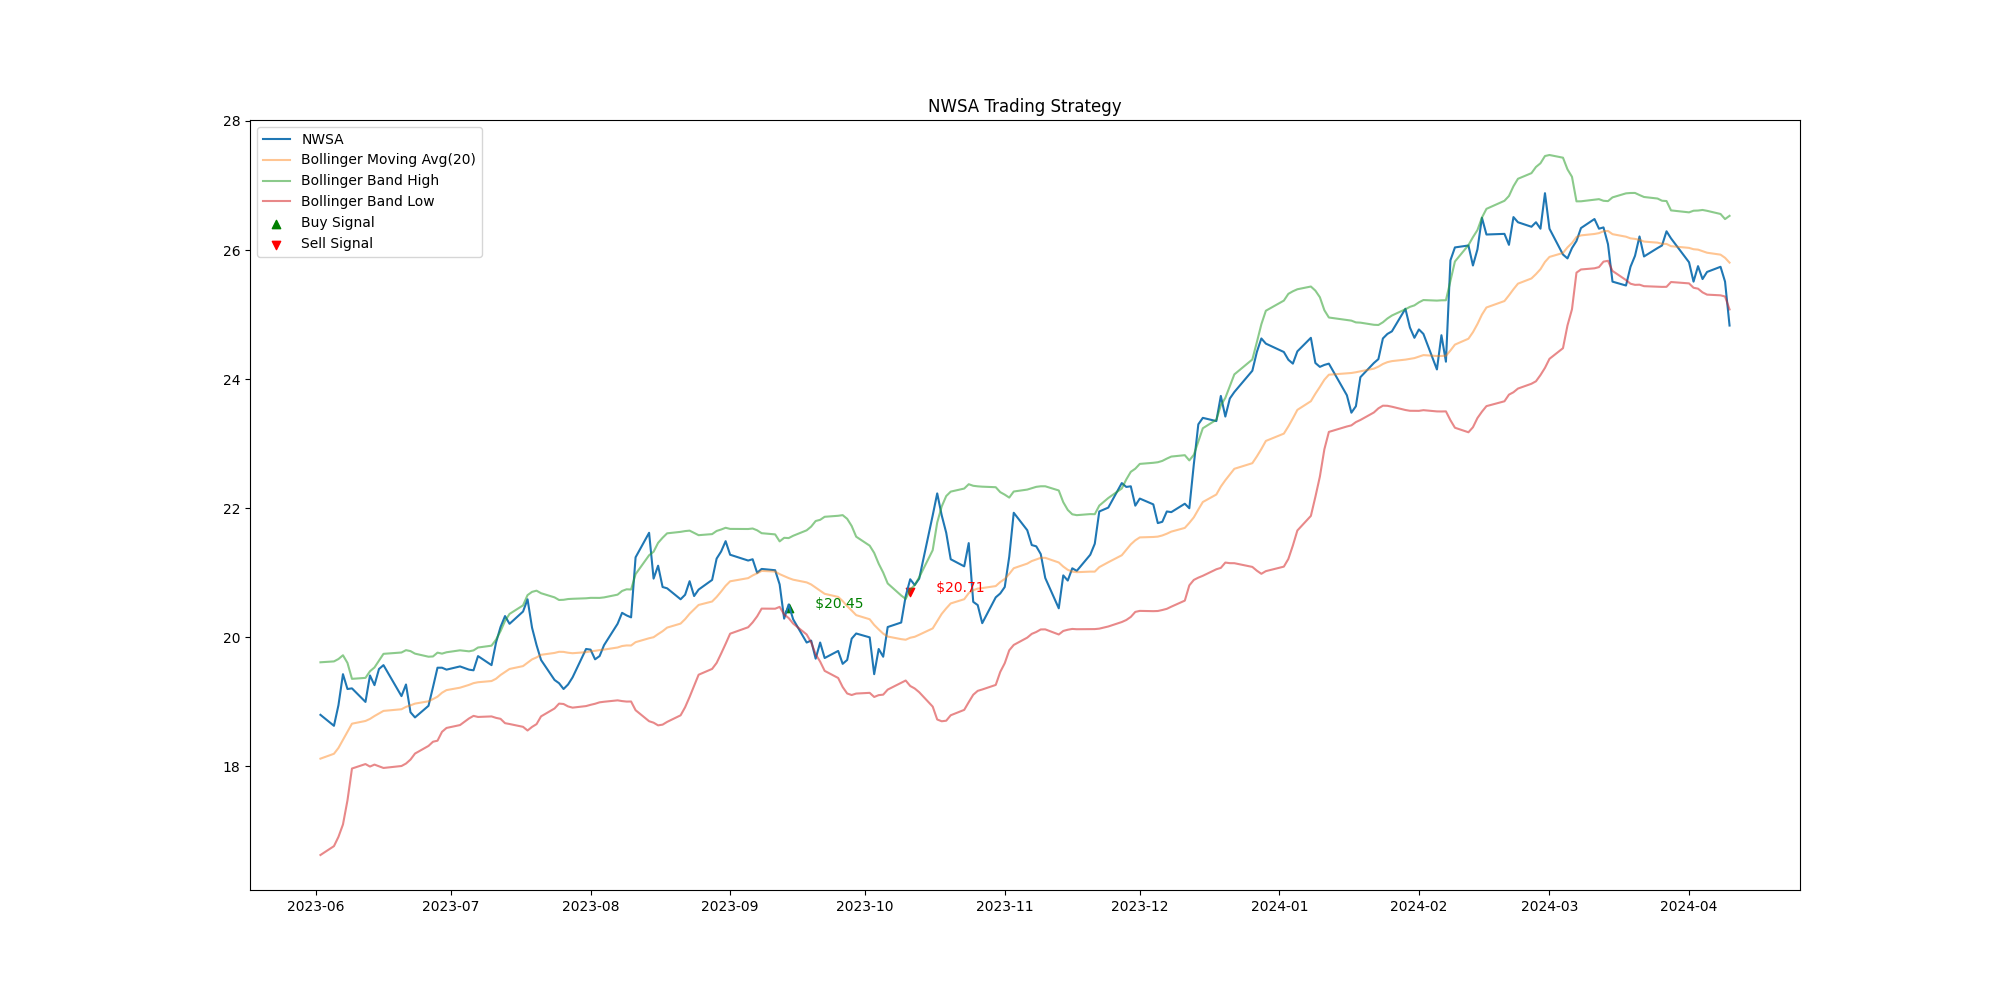 NWSA Trading Strategy
28
26
24
22
20
18
NWSA
Bollinger Moving Avg(20)
Bollinger Band High
Bollinger Band Low
Buy Signal
Sell Signal
$20.45
$20.71
2023-06
2023-07
2023-08
2023-09
2023-10
2023-11
2023-12
2024-01
2024-02
2024-03
2024-04